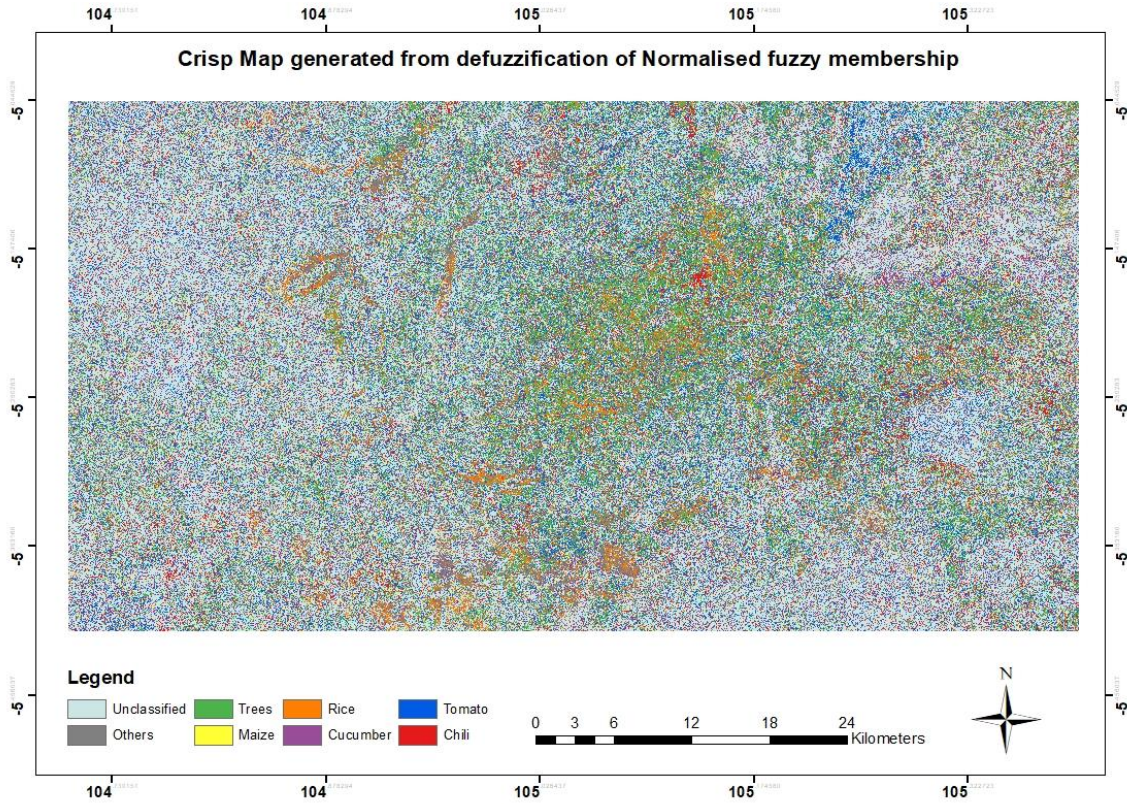 104 104 105 105 105
Crisp Map generated from defuzzification of Normalised fuzzy membership
-5 -5
-5 -5
-5 -5
-5 -5
-5 -5
Legend
Unclassified Trees Rice Tomato
Others Maize Cucumber Chili
0 3 6 12 18 24
Kilometers
N
104 104 105 105 105